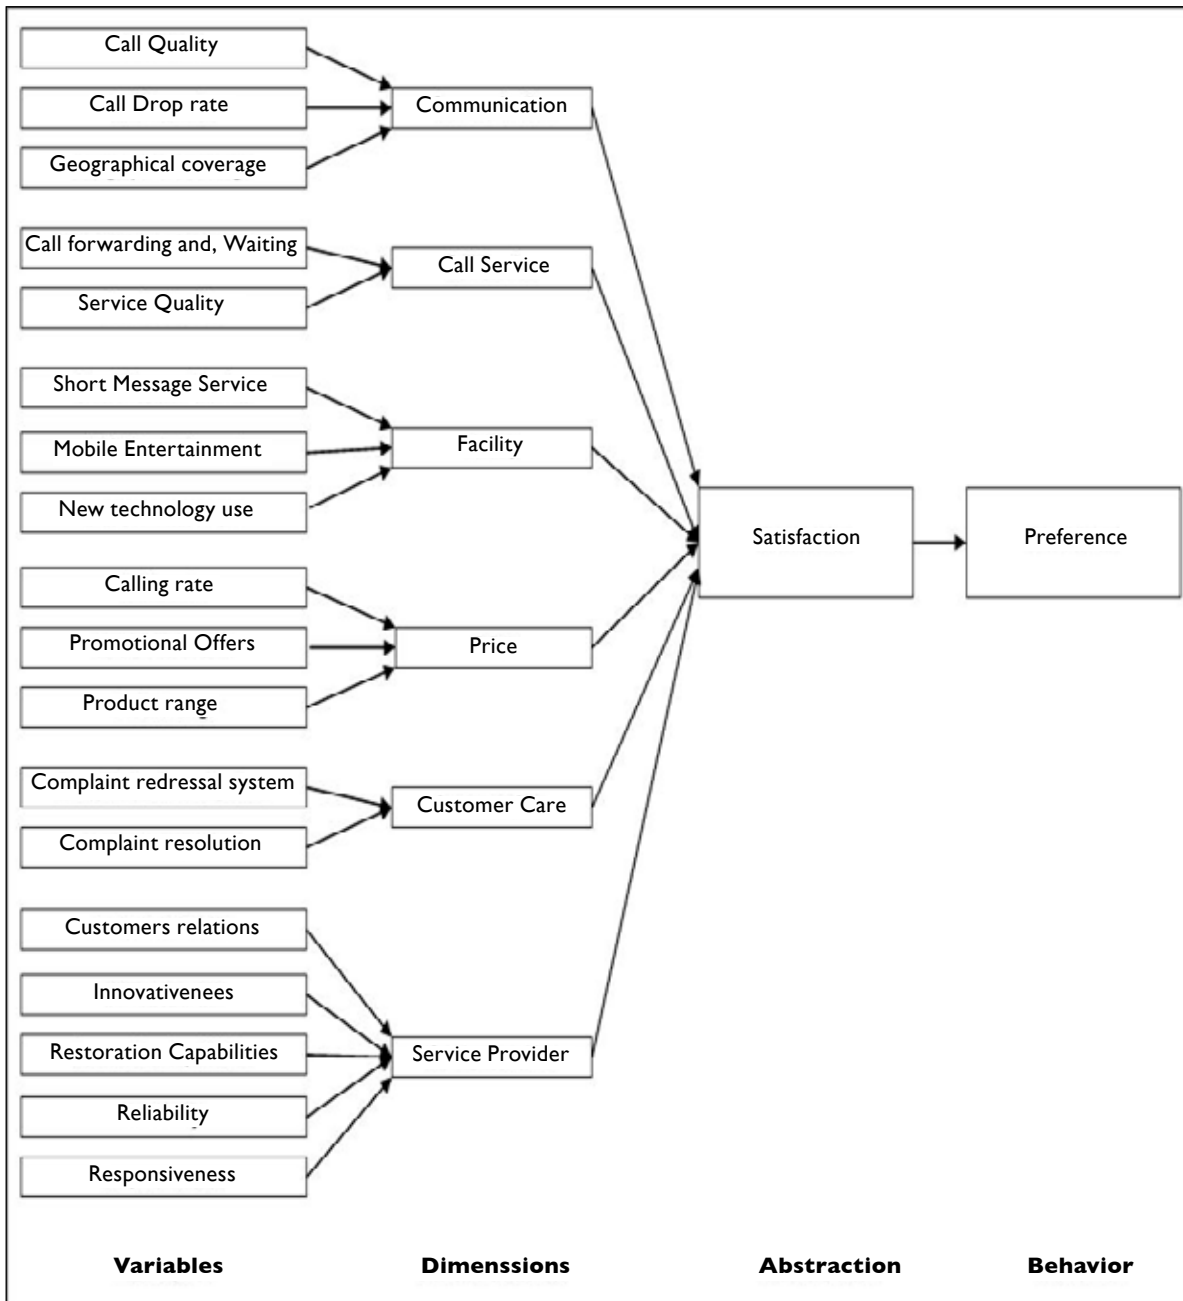 Call Quality
Call Drop rate
Communication
Geographical coverage
Call forwarding and, Waiting
Call Service
Service Quality
Short Message Service
Mobile Entertainment
Facility
New technology use
Satisfaction
Preference
Calling rate
Promotional Offers
Price
Product range
Complaint redressal system
Customer Care
Complaint resolution
Customers relations
Innovativenees
Restoration Capabilities
Service Provider
Reliability
Responsiveness
Variables
Dimenssions
Abstraction
Behavior